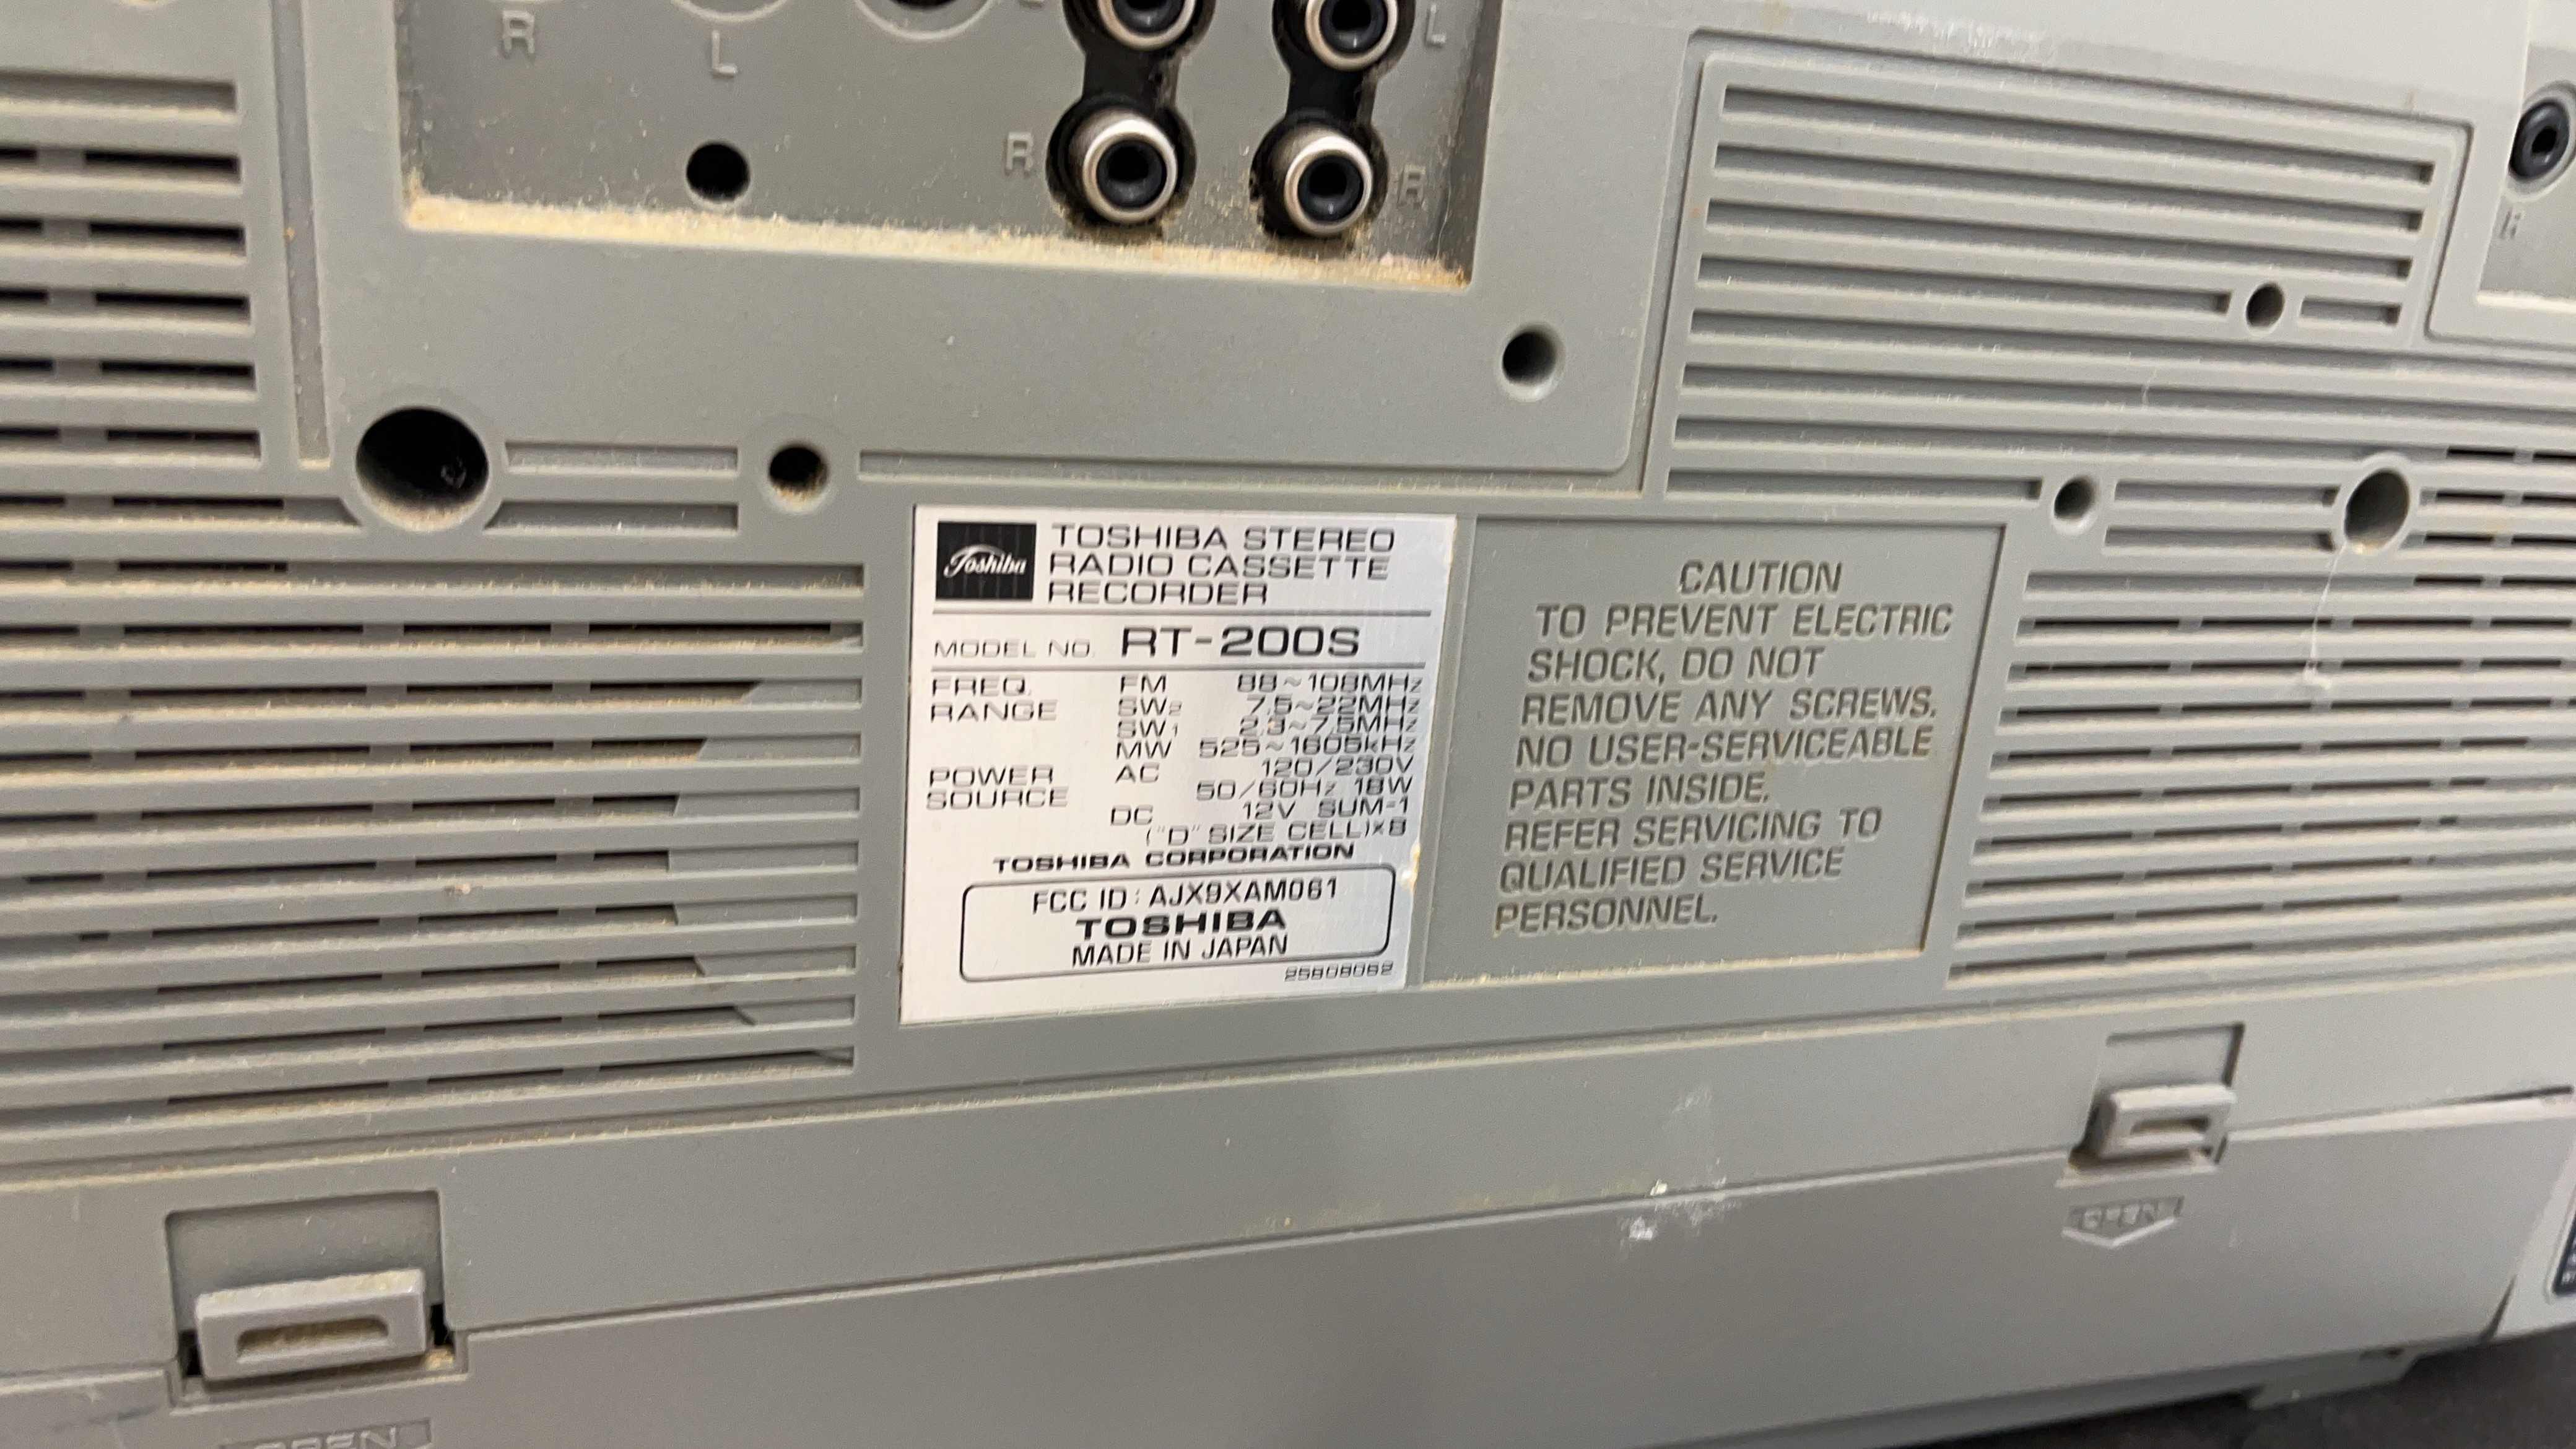 R
L
L
R
R
Toshiba
TOSHIBA STEREO
RADIO CASSETTE
RECORDER
MODEL NO. RT-200S
FREQ. FM 88~108MHz
RANGE SW2 7.5~22MHz
SW1 2.3~7.5MHz
MW 525~1605kHz
POWER AC 120/230V
SOURCE 50/60Hz 18W
DC 12V SUM-1
("D" SIZE CELL)×8
TOSHIBA CORPORATION
FCC ID: AJX9XAM061
TOSHIBA
MADE IN JAPAN
25808062
CAUTION
TO PREVENT ELECTRIC
SHOCK, DO NOT
REMOVE ANY SCREWS.
NO USER-SERVICEABLE
PARTS INSIDE.
REFER SERVICING TO
QUALIFIED SERVICE
PERSONNEL.
OPEN
OPEN